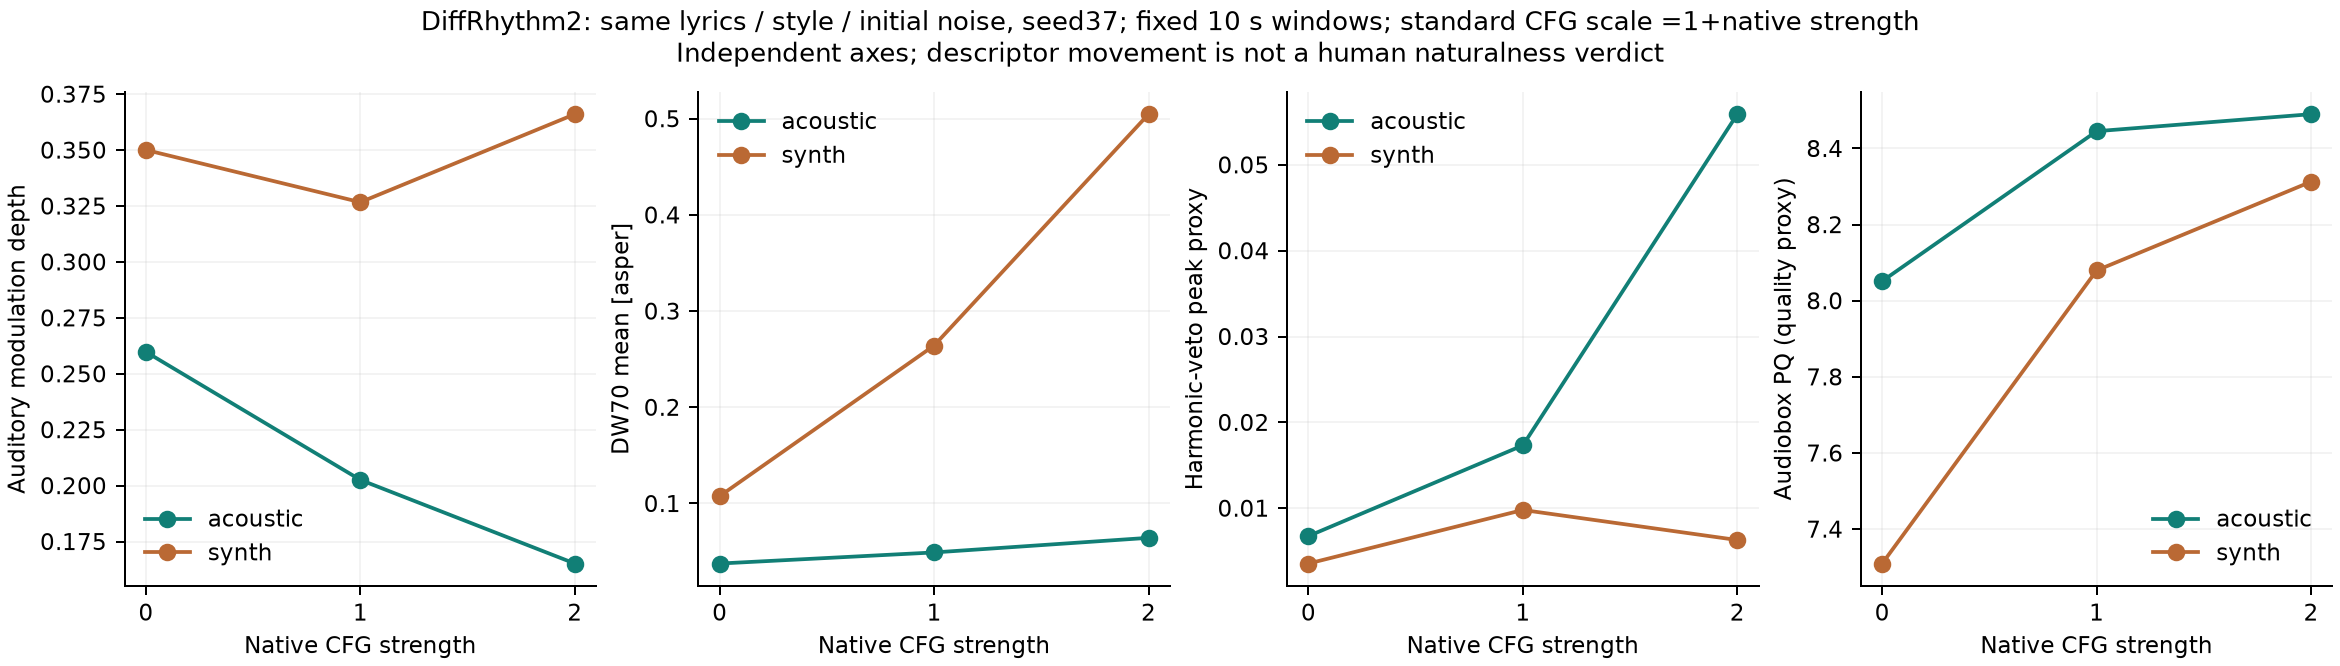 DiffRhythm2: same lyrics / style / initial noise, seed37; fixed 10 s windows; standard CFG scale =1+native strength
Independent axes; descriptor movement is not a human naturalness verdict
Auditory modulation depth
0.375
0.350
0.325
0.300
0.275
0.250
0.225
0.200
0.175
acoustic
synth
0
1
2
Native CFG strength
DW70 mean [asper]
0.5
0.4
0.3
0.2
0.1
acoustic
synth
0
1
2
Native CFG strength
Harmonic-veto peak proxy
0.05
0.04
0.03
0.02
0.01
acoustic
synth
0
1
2
Native CFG strength
Audiobox PQ (quality proxy)
8.4
8.2
8.0
7.8
7.6
7.4
acoustic
synth
0
1
2
Native CFG strength